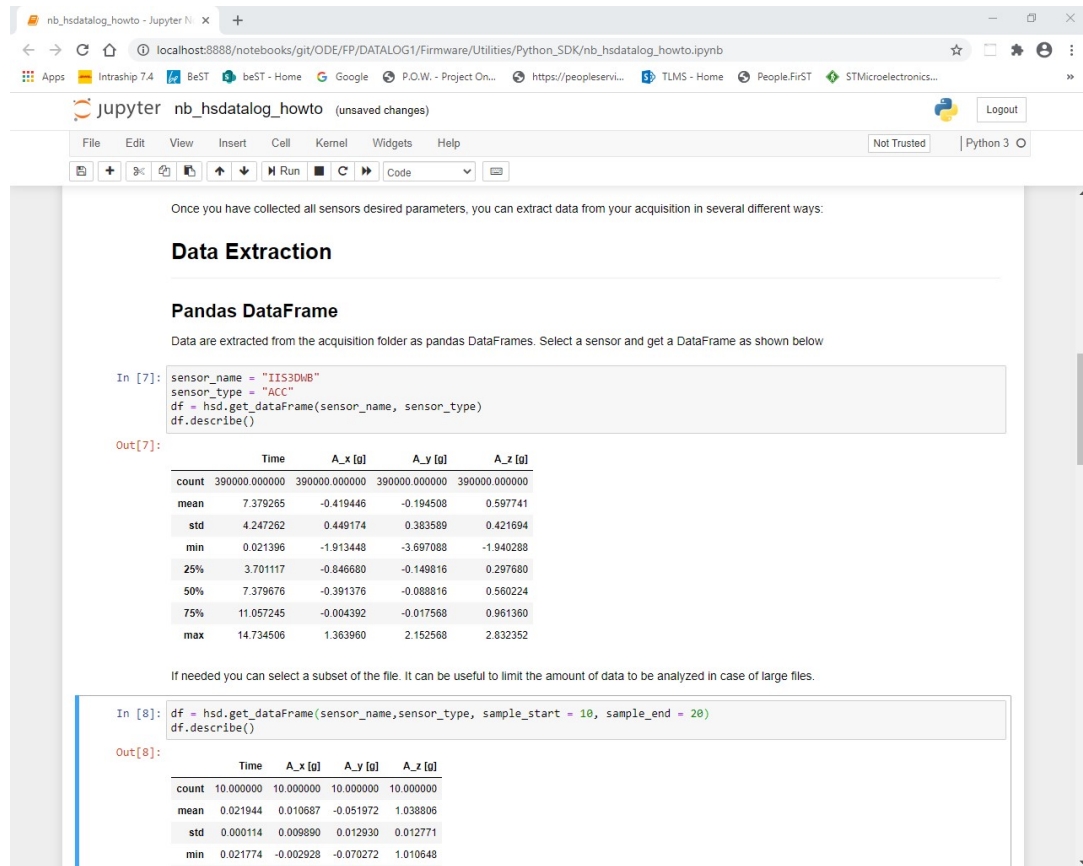 nb_hsdatalog_howto - Jupyter N
localhost:8888/notebooks/git/ODE/FP/DATALOG1/Firmware/Utilities/Python_SDK/nb_hsdatalog_howto.ipynb
Apps Intraship 7.4 BeST beST - Home Google P.O.W. - Project On... https://peopleservi... TLMS - Home People.FirST STMicroelectronics... »
jupyter nb_hsdatalog_howto (unsaved changes) Logout
File Edit View Insert Cell Kernel Widgets Help Not Trusted Python 3
Run Code
Once you have collected all sensors desired parameters, you can extract data from your acquisition in several different ways:
Data Extraction
Pandas DataFrame
Data are extracted from the acquisition folder as pandas DataFrames. Select a sensor and get a DataFrame as shown below
In [7]: sensor_name = "IIS3DWB"
sensor_type = "ACC"
df = hsd.get_dataFrame(sensor_name, sensor_type)
df.describe()
Out[7]:
Time A_x [g] A_y [g] A_z [g]
count 390000.000000 390000.000000 390000.000000 390000.000000
mean 7.379265 -0.419446 -0.194508 0.597741
std 4.247262 0.449174 0.383589 0.421694
min 0.021396 -1.913448 -3.697088 -1.940288
25% 3.701117 -0.846680 -0.149816 0.297680
50% 7.379676 -0.391376 -0.088816 0.560224
75% 11.057245 -0.004392 -0.017568 0.961360
max 14.734506 1.363960 2.152568 2.832352
If needed you can select a subset of the file. It can be useful to limit the amount of data to be analyzed in case of large files.
In [8]: df = hsd.get_dataFrame(sensor_name,sensor_type, sample_start = 10, sample_end = 20)
df.describe()
Out[8]:
Time A_x [g] A_y [g] A_z [g]
count 10.000000 10.000000 10.000000 10.000000
mean 0.021944 0.010687 -0.051972 1.038806
std 0.000114 0.009890 0.012930 0.012771
min 0.021774 -0.002928 -0.070272 1.010648